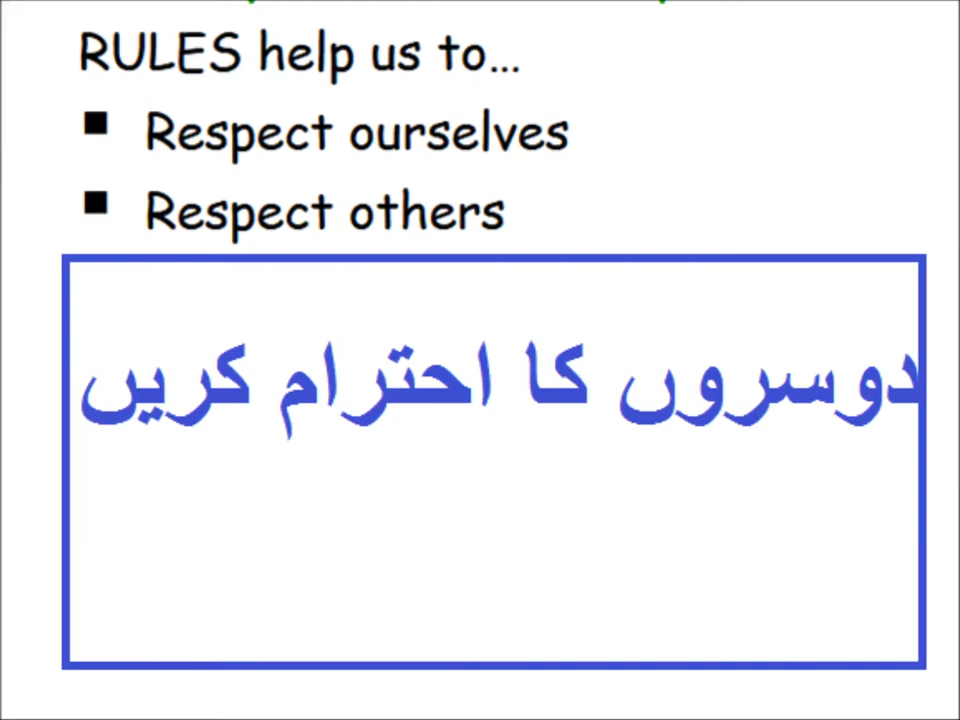 RULES help us to...
▪ Respect ourselves
▪ Respect others
دوسروں کا احترام کریں